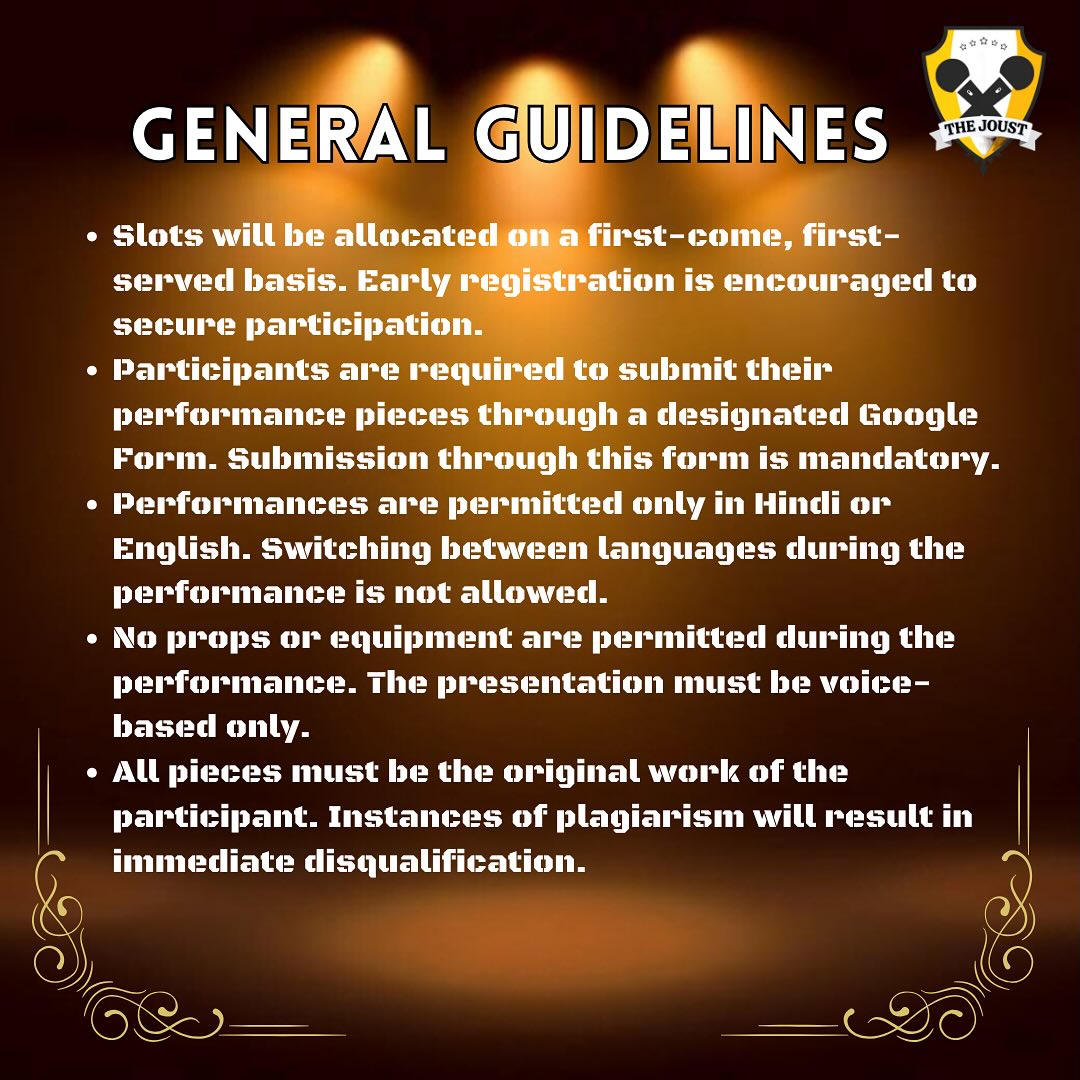 GENERAL GUIDELINES
THE JOUST
• Slots will be allocated on a first-come, first-
served basis. Early registration is encouraged to
secure participation.
• Participants are required to submit their
performance pieces through a designated Google
Form. Submission through this form is mandatory.
• Performances are permitted only in Hindi or
English. Switching between languages during the
performance is not allowed.
• No props or equipment are permitted during the
performance. The presentation must be voice-
based only.
• All pieces must be the original work of the
participant. Instances of plagiarism will result in
immediate disqualification.